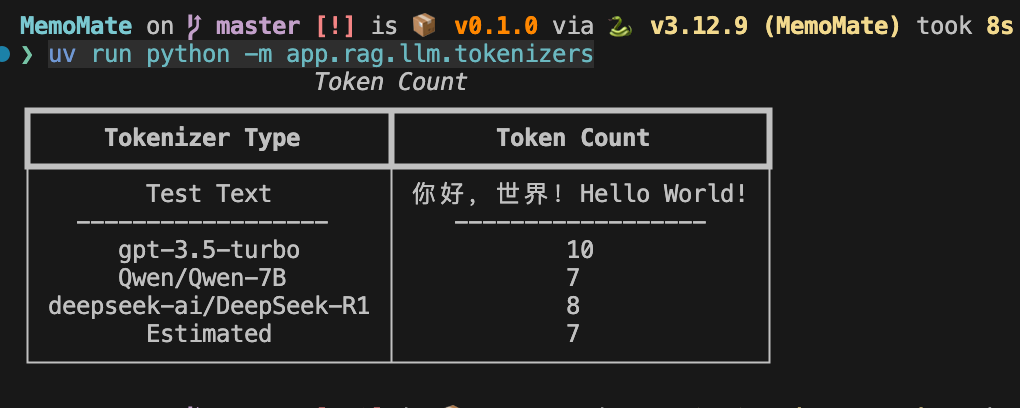 MemoMate on master [!] is 📦 v0.1.0 via 🐍 v3.12.9 (MemoMate) took 8s
❯ uv run python -m app.rag.llm.tokenizers
Token Count
Tokenizer Type Token Count
Test Text 你好, 世界! Hello World!
------------------ ------------------
gpt-3.5-turbo 10
Qwen/Qwen-7B 7
deepseek-ai/DeepSeek-R1 8
Estimated 7